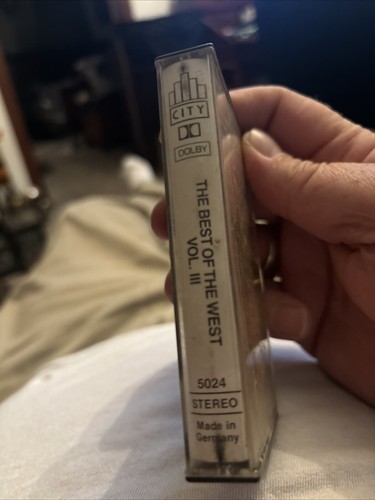 CITY
DOLBY
THE BEST OF THE WEST
VOL. III
5024
STEREO
Made in
Germany